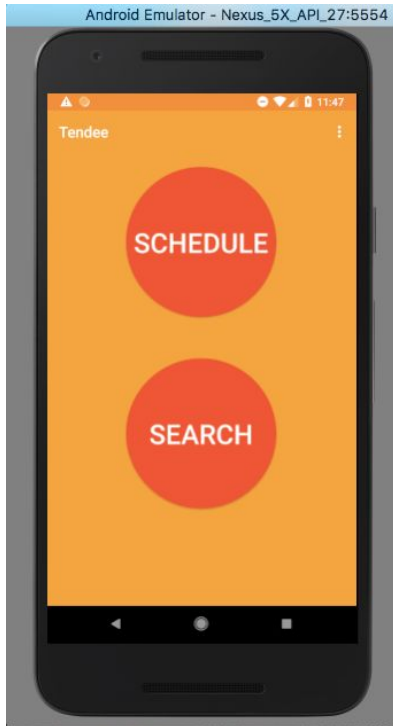 Android Emulator - Nexus_5X_API_27:5554
11:47
Tendee
SCHEDULE
SEARCH